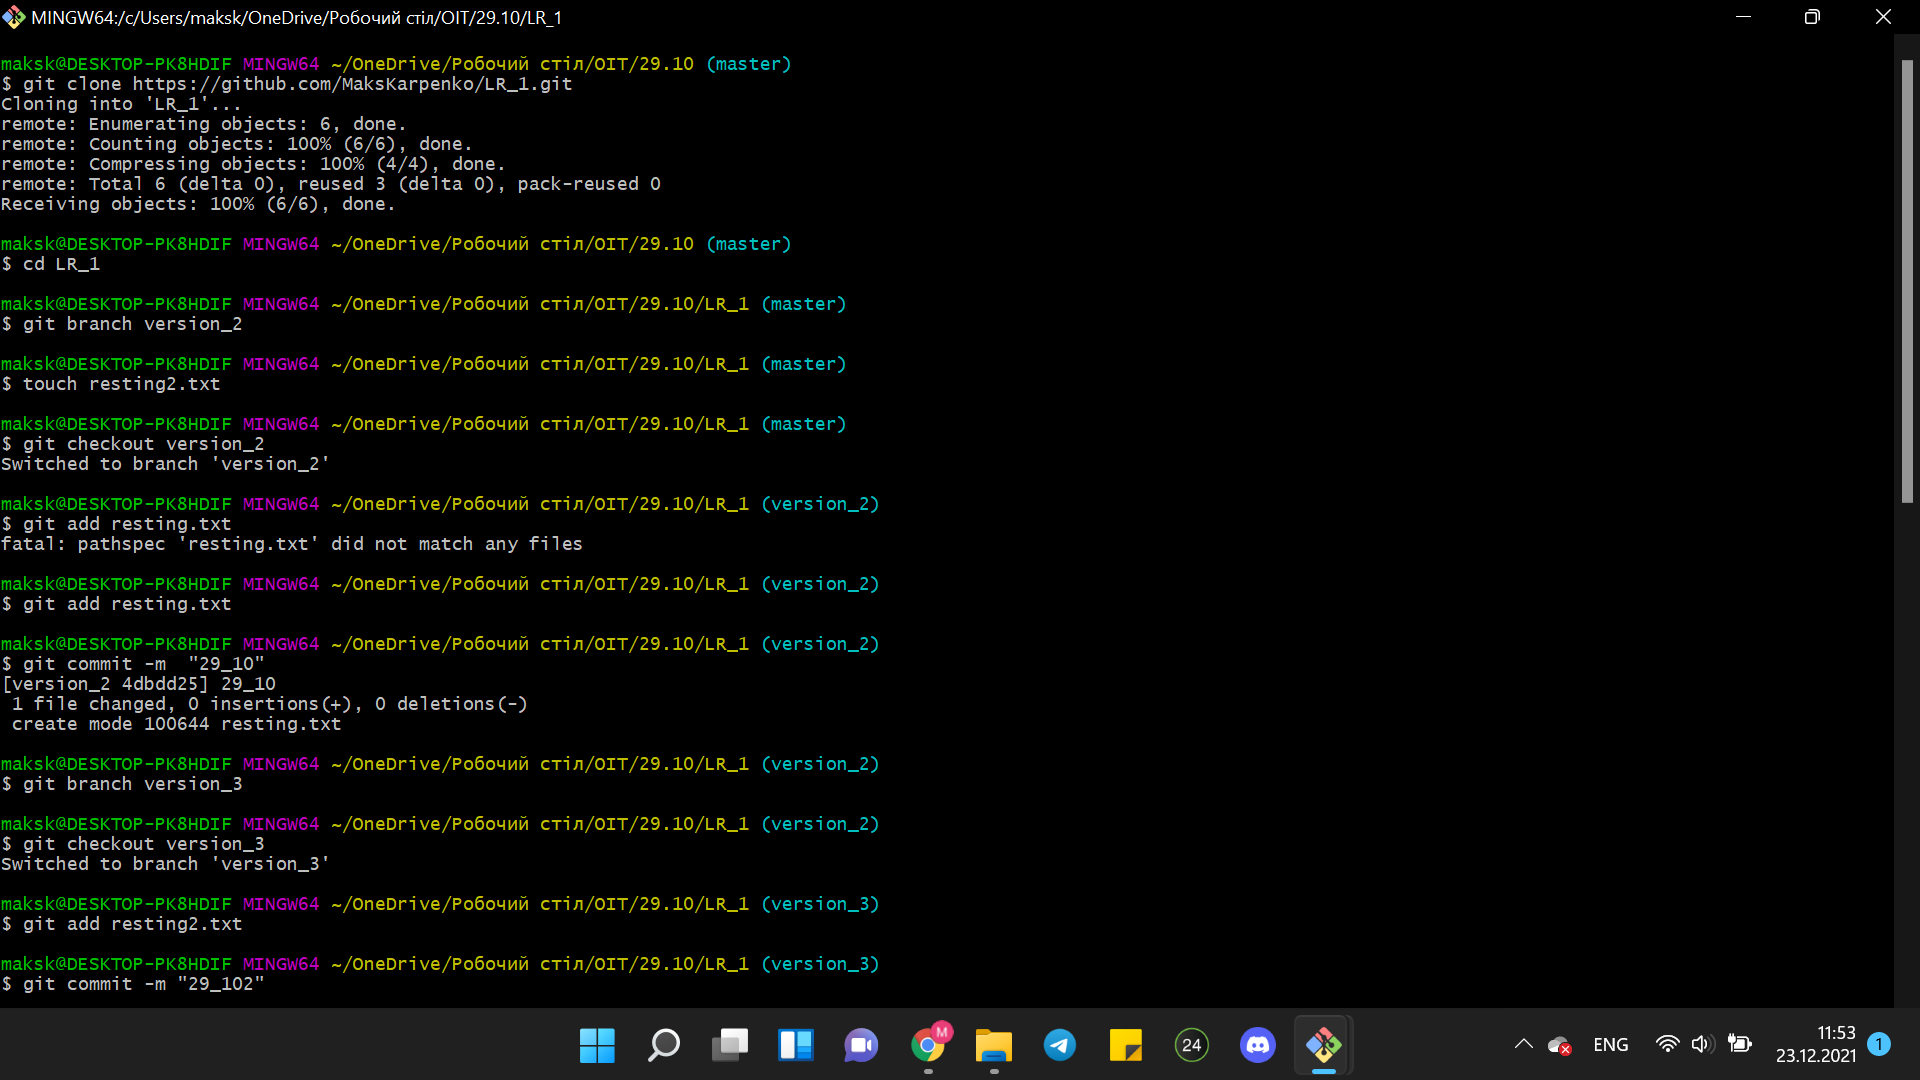 MINGW64:/c/Users/maksk/OneDrive/Робочий стіл/ОІТ/29.10/LR_1
maksk@DESKTOP-PK8HDIF MINGW64 ~/OneDrive/Робочий стіл/ОІТ/29.10 (master)
$ git clone https://github.com/MaksKarpenko/LR_1.git
Cloning into 'LR_1'...
remote: Enumerating objects: 6, done.
remote: Counting objects: 100% (6/6), done.
remote: Compressing objects: 100% (4/4), done.
remote: Total 6 (delta 0), reused 3 (delta 0), pack-reused 0
Receiving objects: 100% (6/6), done.
maksk@DESKTOP-PK8HDIF MINGW64 ~/OneDrive/Робочий стіл/ОІТ/29.10 (master)
$ cd LR_1
maksk@DESKTOP-PK8HDIF MINGW64 ~/OneDrive/Робочий стіл/ОІТ/29.10/LR_1 (master)
$ git branch version_2
maksk@DESKTOP-PK8HDIF MINGW64 ~/OneDrive/Робочий стіл/ОІТ/29.10/LR_1 (master)
$ touch resting2.txt
maksk@DESKTOP-PK8HDIF MINGW64 ~/OneDrive/Робочий стіл/ОІТ/29.10/LR_1 (master)
$ git checkout version_2
Switched to branch 'version_2'
maksk@DESKTOP-PK8HDIF MINGW64 ~/OneDrive/Робочий стіл/ОІТ/29.10/LR_1 (version_2)
$ git add resting.txt
fatal: pathspec 'resting.txt' did not match any files
maksk@DESKTOP-PK8HDIF MINGW64 ~/OneDrive/Робочий стіл/ОІТ/29.10/LR_1 (version_2)
$ git add resting.txt
maksk@DESKTOP-PK8HDIF MINGW64 ~/OneDrive/Робочий стіл/ОІТ/29.10/LR_1 (version_2)
$ git commit -m  "29_10"
[version_2 4dbdd25] 29_10
 1 file changed, 0 insertions(+), 0 deletions(-)
 create mode 100644 resting.txt
maksk@DESKTOP-PK8HDIF MINGW64 ~/OneDrive/Робочий стіл/ОІТ/29.10/LR_1 (version_2)
$ git branch version_3
maksk@DESKTOP-PK8HDIF MINGW64 ~/OneDrive/Робочий стіл/ОІТ/29.10/LR_1 (version_2)
$ git checkout version_3
Switched to branch 'version_3'
maksk@DESKTOP-PK8HDIF MINGW64 ~/OneDrive/Робочий стіл/ОІТ/29.10/LR_1 (version_3)
$ git add resting2.txt
maksk@DESKTOP-PK8HDIF MINGW64 ~/OneDrive/Робочий стіл/ОІТ/29.10/LR_1 (version_3)
$ git commit -m "29_102"
M
24
ENG
11:53
23.12.2021
1